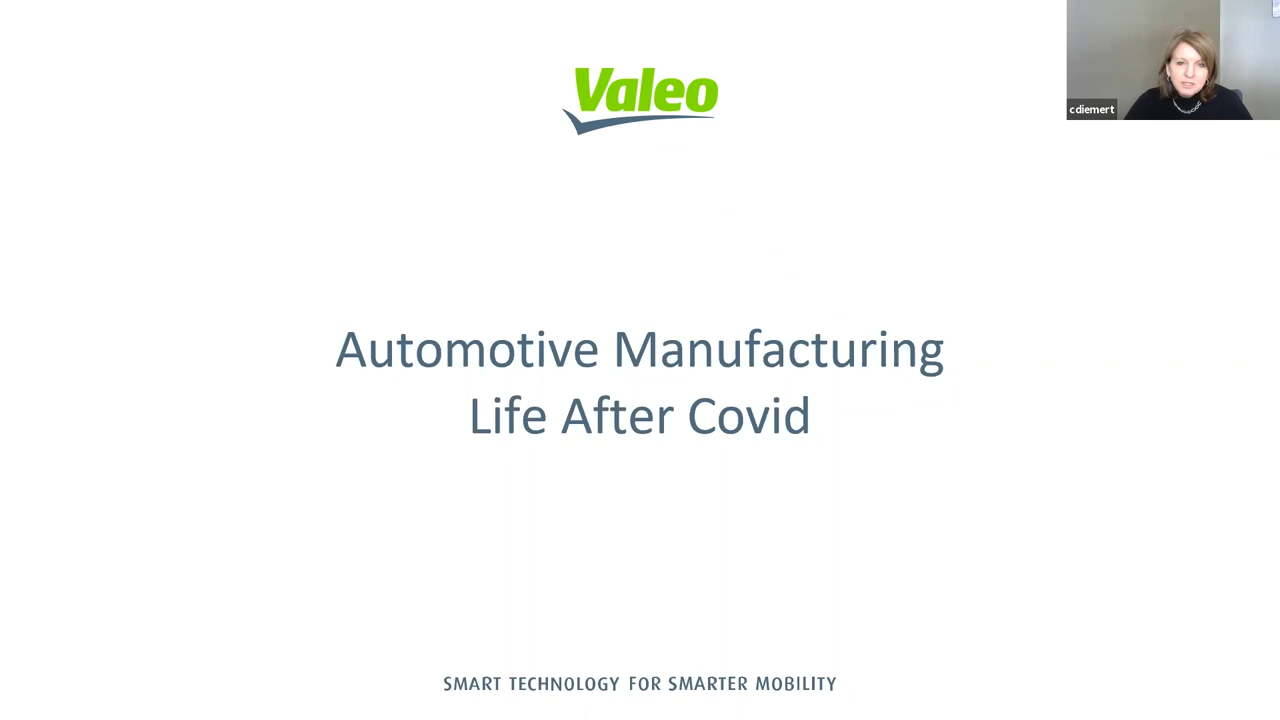 Valeo
cdiemert
Automotive Manufacturing
Life After Covid
SMART TECHNOLOGY FOR SMARTER MOBILITY